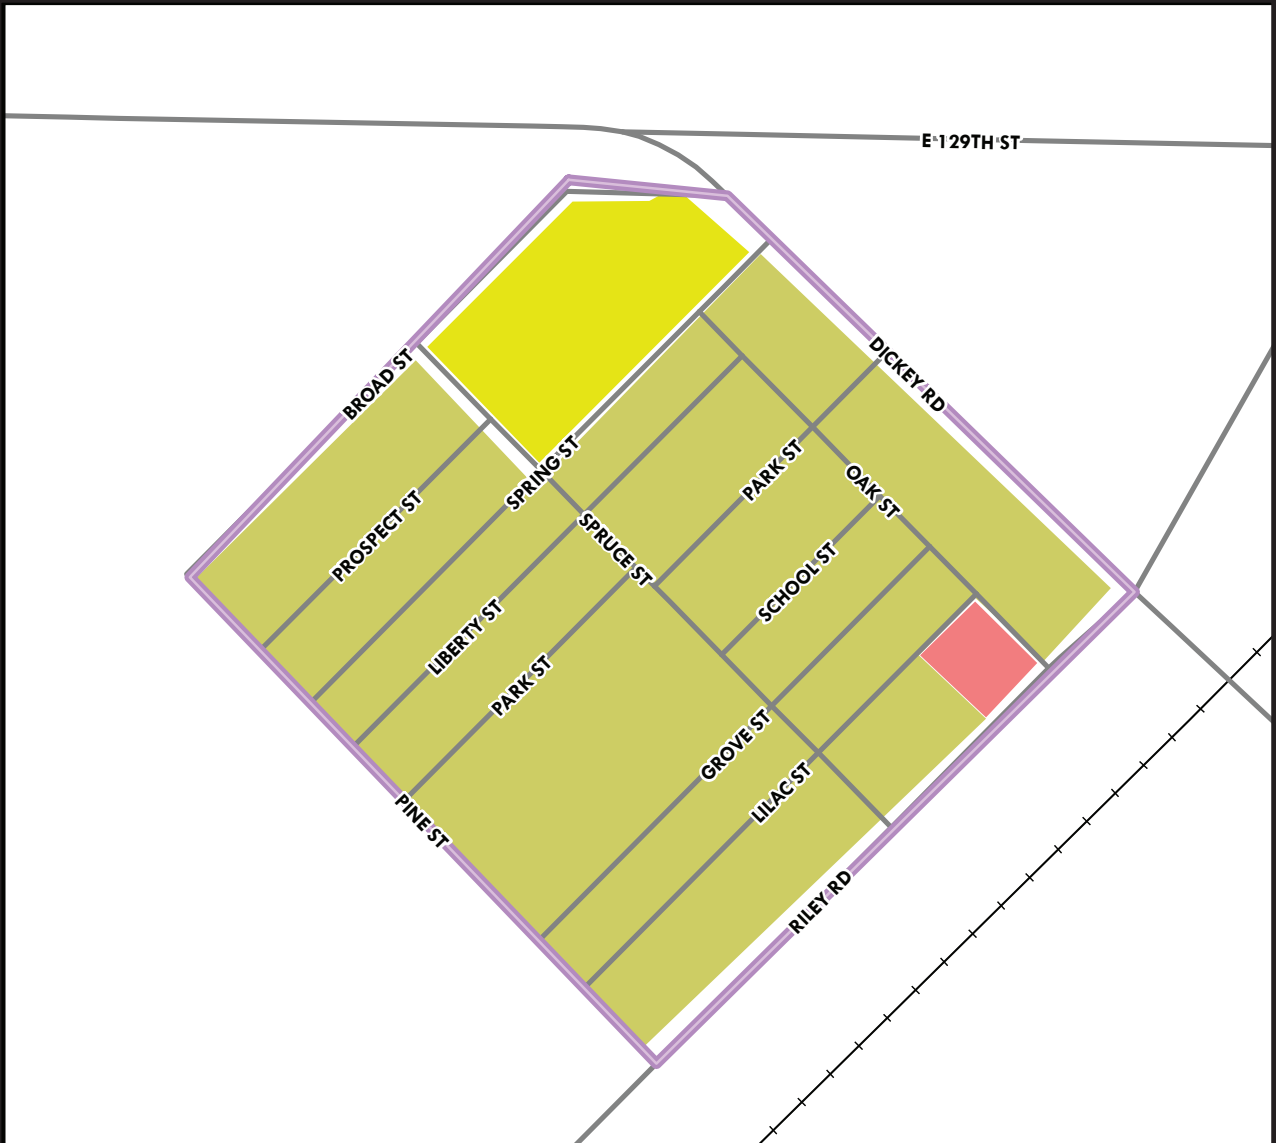 E 129TH ST
BROAD ST
DICKEY RD
SPRING ST
PARK ST
OAK ST
PROSPECT ST
SPRUCE ST
SCHOOL ST
LIBERTY ST
PARK ST
GROVE ST
LILAC ST
PINE ST
RILEY RD